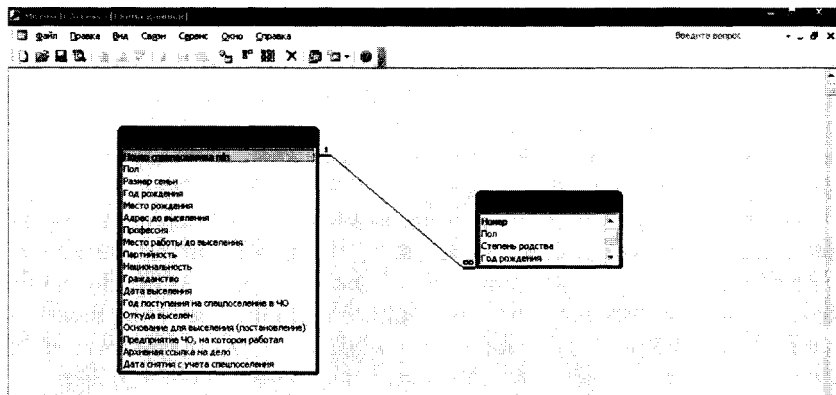 Файл Правка Вид Связи Сервис Окно Справка
Введите вопрос
1
Пол
Размер семьи
Год рождения
Место рождения
Адрес до выселения
Профессия
Место работы до выселения
Партийность
Национальность
Гражданство
Дата выселения
Год поступления на спецпоселение в ЧО
Откуда выселен
Основание для выселения (постановление)
Предприятие ЧО, на котором работал
Архивная ссылка на дело
Дата снятия с учета спецпоселения
Номер
Пол
Степень родства
Год рождения
∞